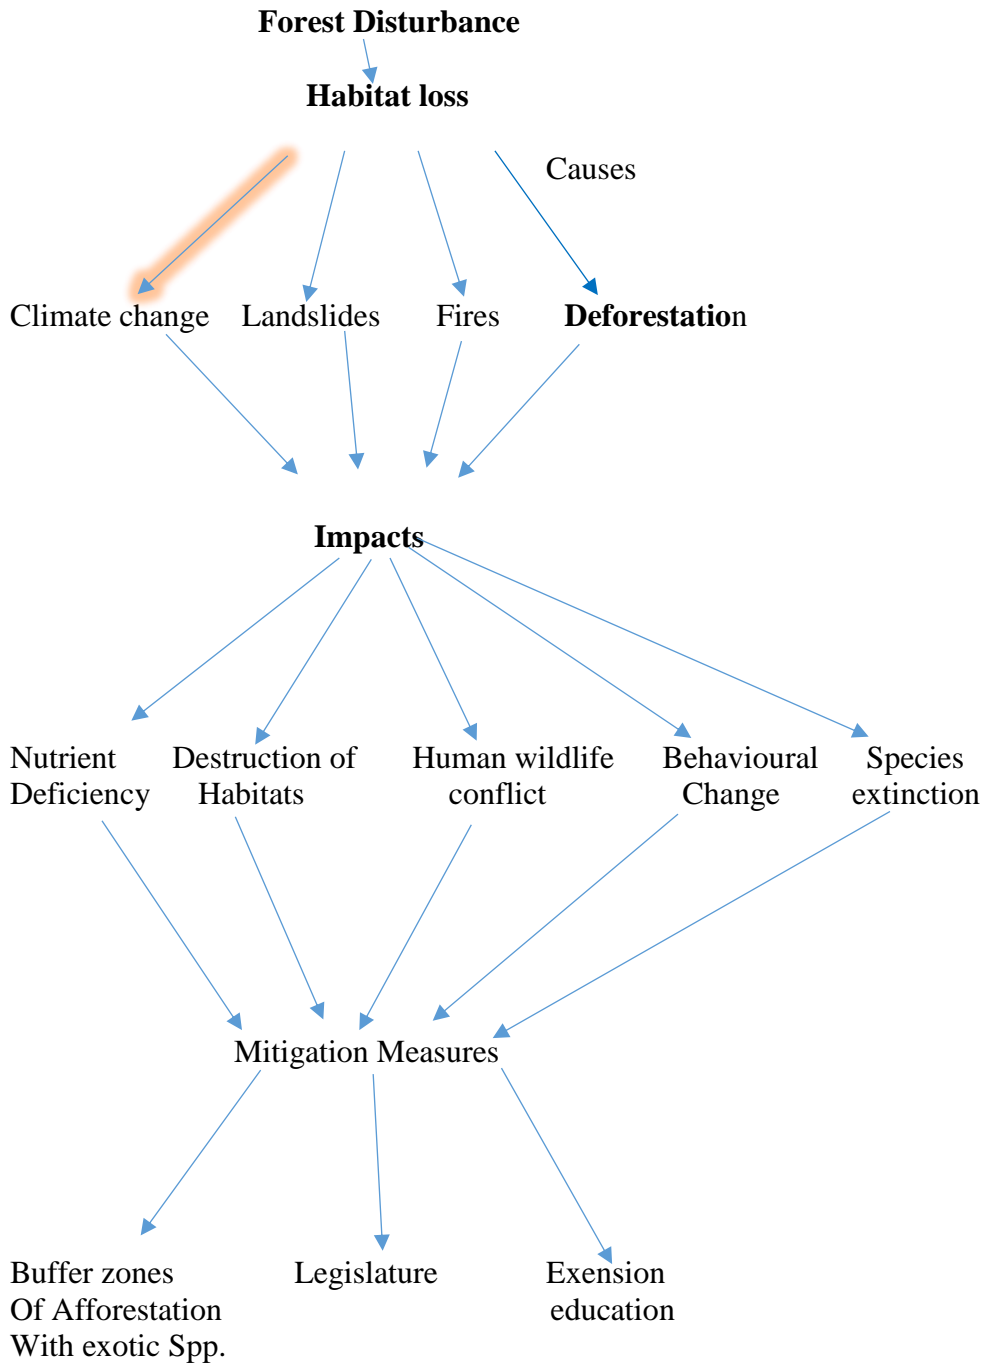 Forest Disturbance
Habitat loss
Causes
Climate change Landslides Fires Deforestation
Impacts
Nutrient Destruction of Human wildlife Behavioural Species
Deficiency Habitats conflict Change extinction
Mitigation Measures
Buffer zones Legislature Exension
Of Afforestation education
With exotic Spp.